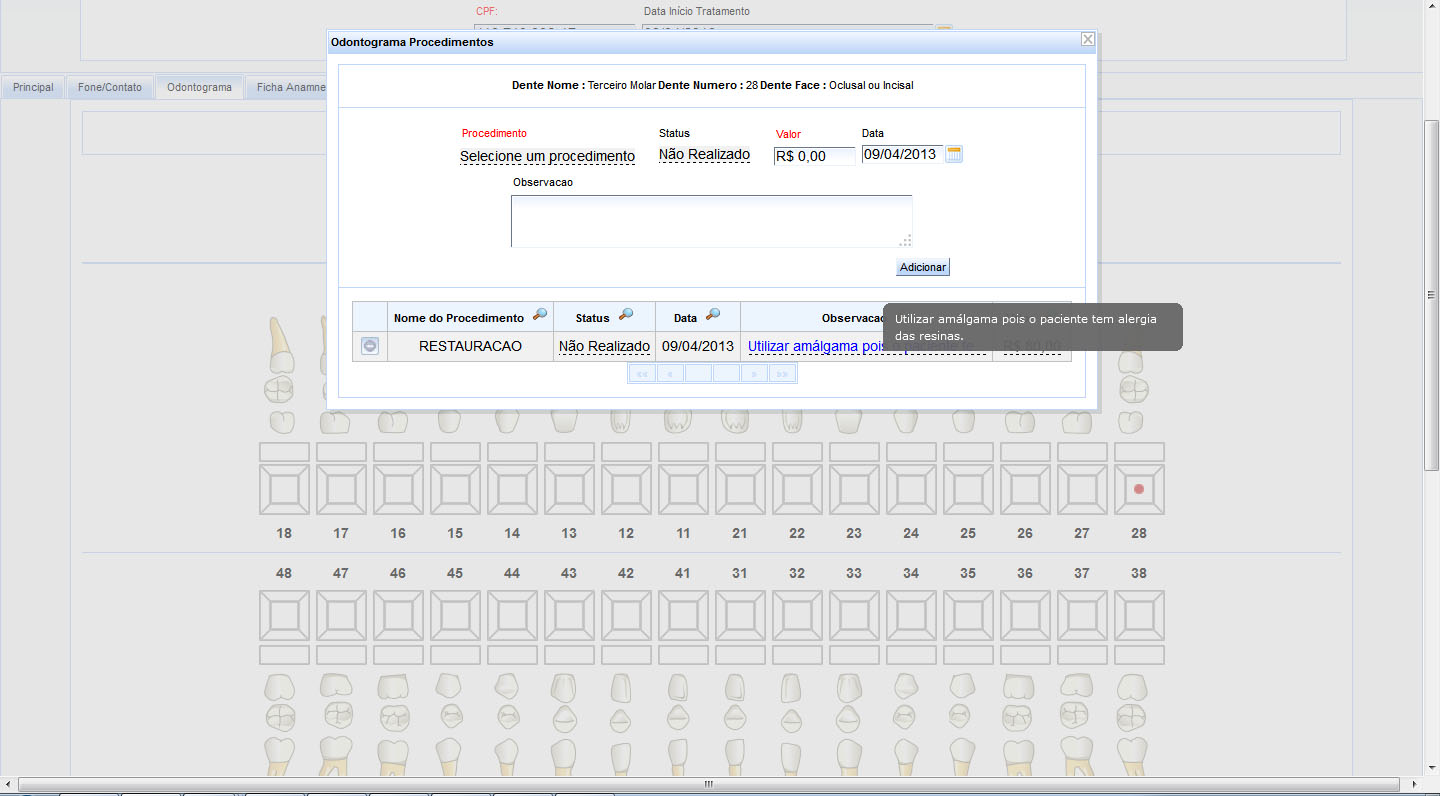 CPF: Data Início Tratamento
Odontograma Procedimentos
Principal Fone/Contato Odontograma Ficha Anamne
Dente Nome : Terceiro Molar Dente Numero : 28 Dente Face : Oclusal ou Incisal
Procedimento Status Valor Data
Selecione um procedimento Não Realizado R$ 0,00 09/04/2013
Observacao
Adicionar
Nome do Procedimento Status Data Observacao
Utilizar amálgama pois o paciente tem alergia
das resinas.
RESTAURACAO Não Realizado 09/04/2013 Utilizar amálgama pois o paciente te R$ 80,00
«« « » »»
18 17 16 15 14 13 12 11 21 22 23 24 25 26 27 28
48 47 46 45 44 43 42 41 31 32 33 34 35 36 37 38